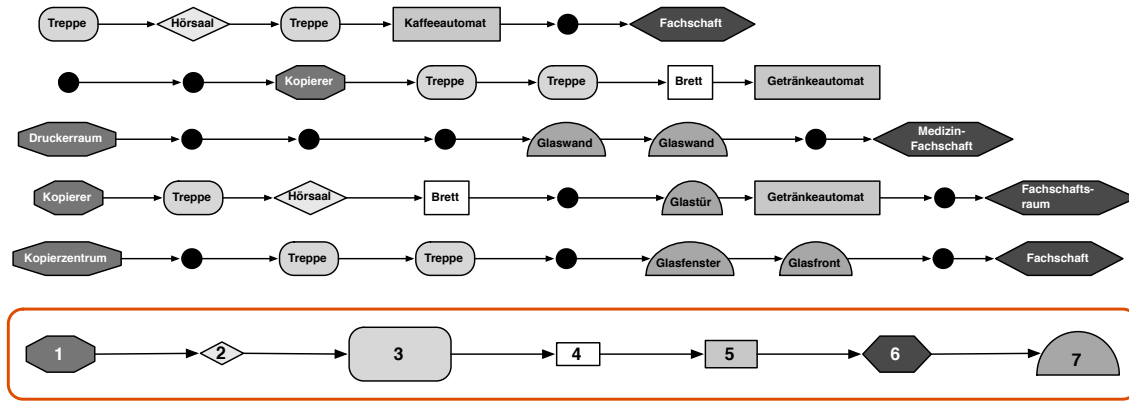 Treppe Hörsaal Treppe Kaffeeautomat Fachschaft
Kopierer Treppe Treppe Brett Getränkeautomat
Druckerraum Glaswand Glaswand Medizin-
Fachschaft
Kopierer Treppe Hörsaal Brett Glastür Getränkeautomat Fachschafts-
raum
Kopierzentrum Treppe Treppe Glasfenster Glasfront Fachschaft
1 2 3 4 5 6 7